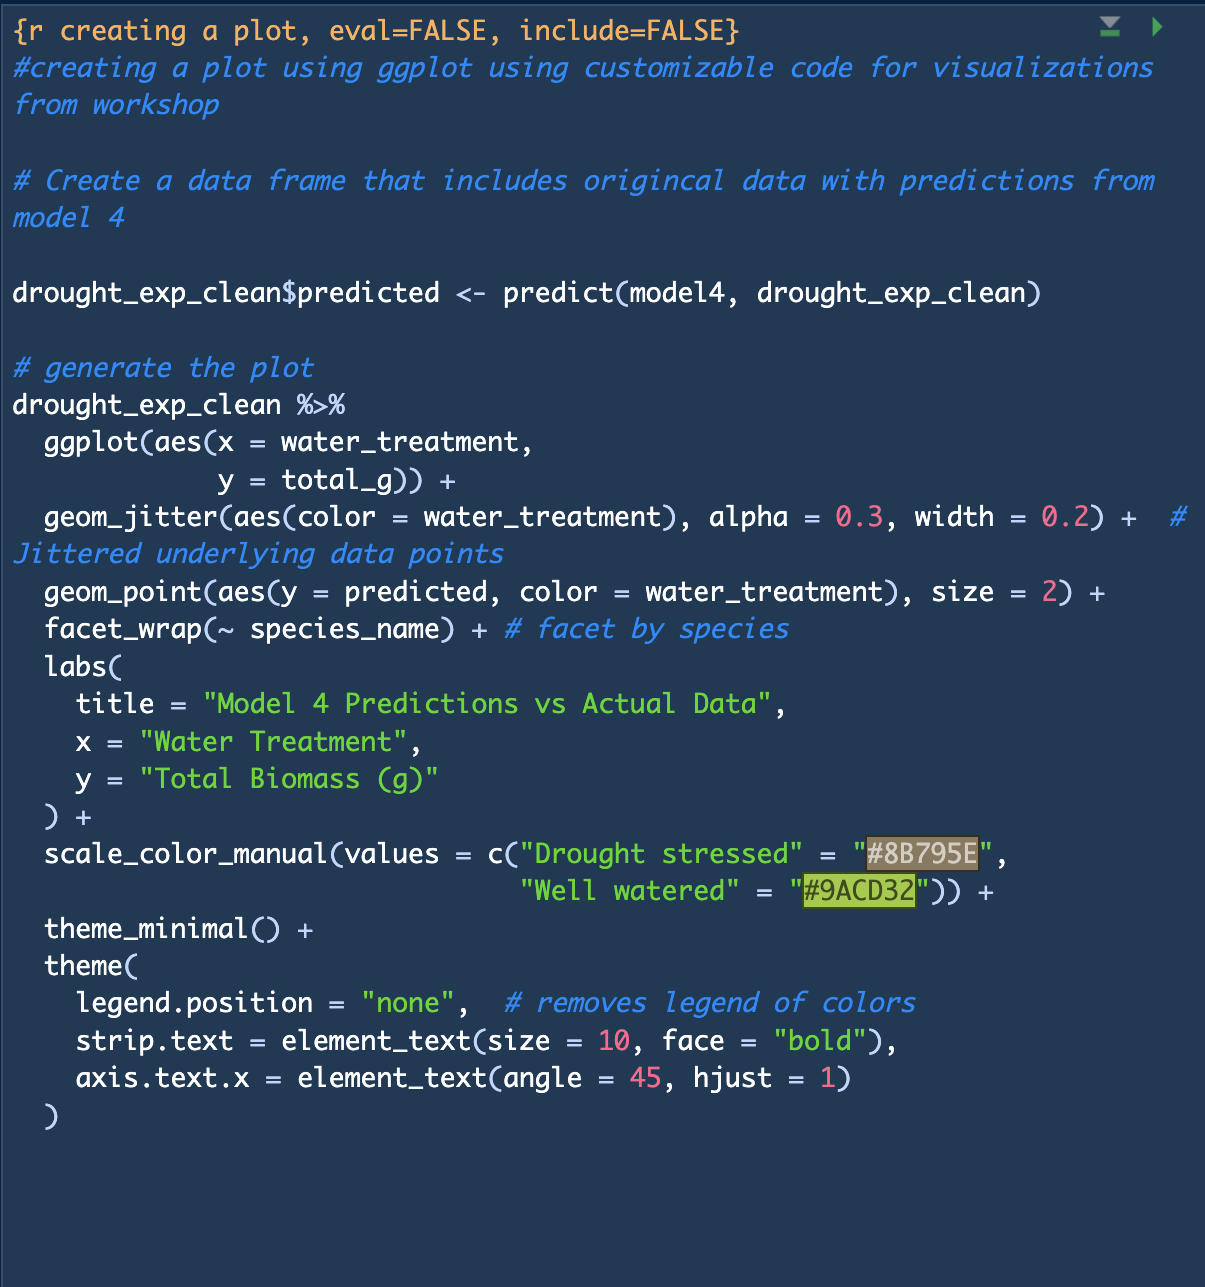 {r creating a plot, eval=FALSE, include=FALSE}
#creating a plot using ggplot using customizable code for visualizations
from workshop
# Create a data frame that includes origincal data with predictions from
model 4
drought_exp_clean$predicted <- predict(model4, drought_exp_clean)
# generate the plot
drought_exp_clean %>%
  ggplot(aes(x = water_treatment,
             y = total_g)) +
  geom_jitter(aes(color = water_treatment), alpha = 0.3, width = 0.2) +  #
Jittered underlying data points
  geom_point(aes(y = predicted, color = water_treatment), size = 2) +
  facet_wrap(~ species_name) + # facet by species
  labs(
    title = "Model 4 Predictions vs Actual Data",
    x = "Water Treatment",
    y = "Total Biomass (g)"
  ) +
  scale_color_manual(values = c("Drought stressed" = "#8B795E",
                                "Well watered" = "#9ACD32")) +
  theme_minimal() +
  theme(
    legend.position = "none",  # removes legend of colors
    strip.text = element_text(size = 10, face = "bold"),
    axis.text.x = element_text(angle = 45, hjust = 1)
  )